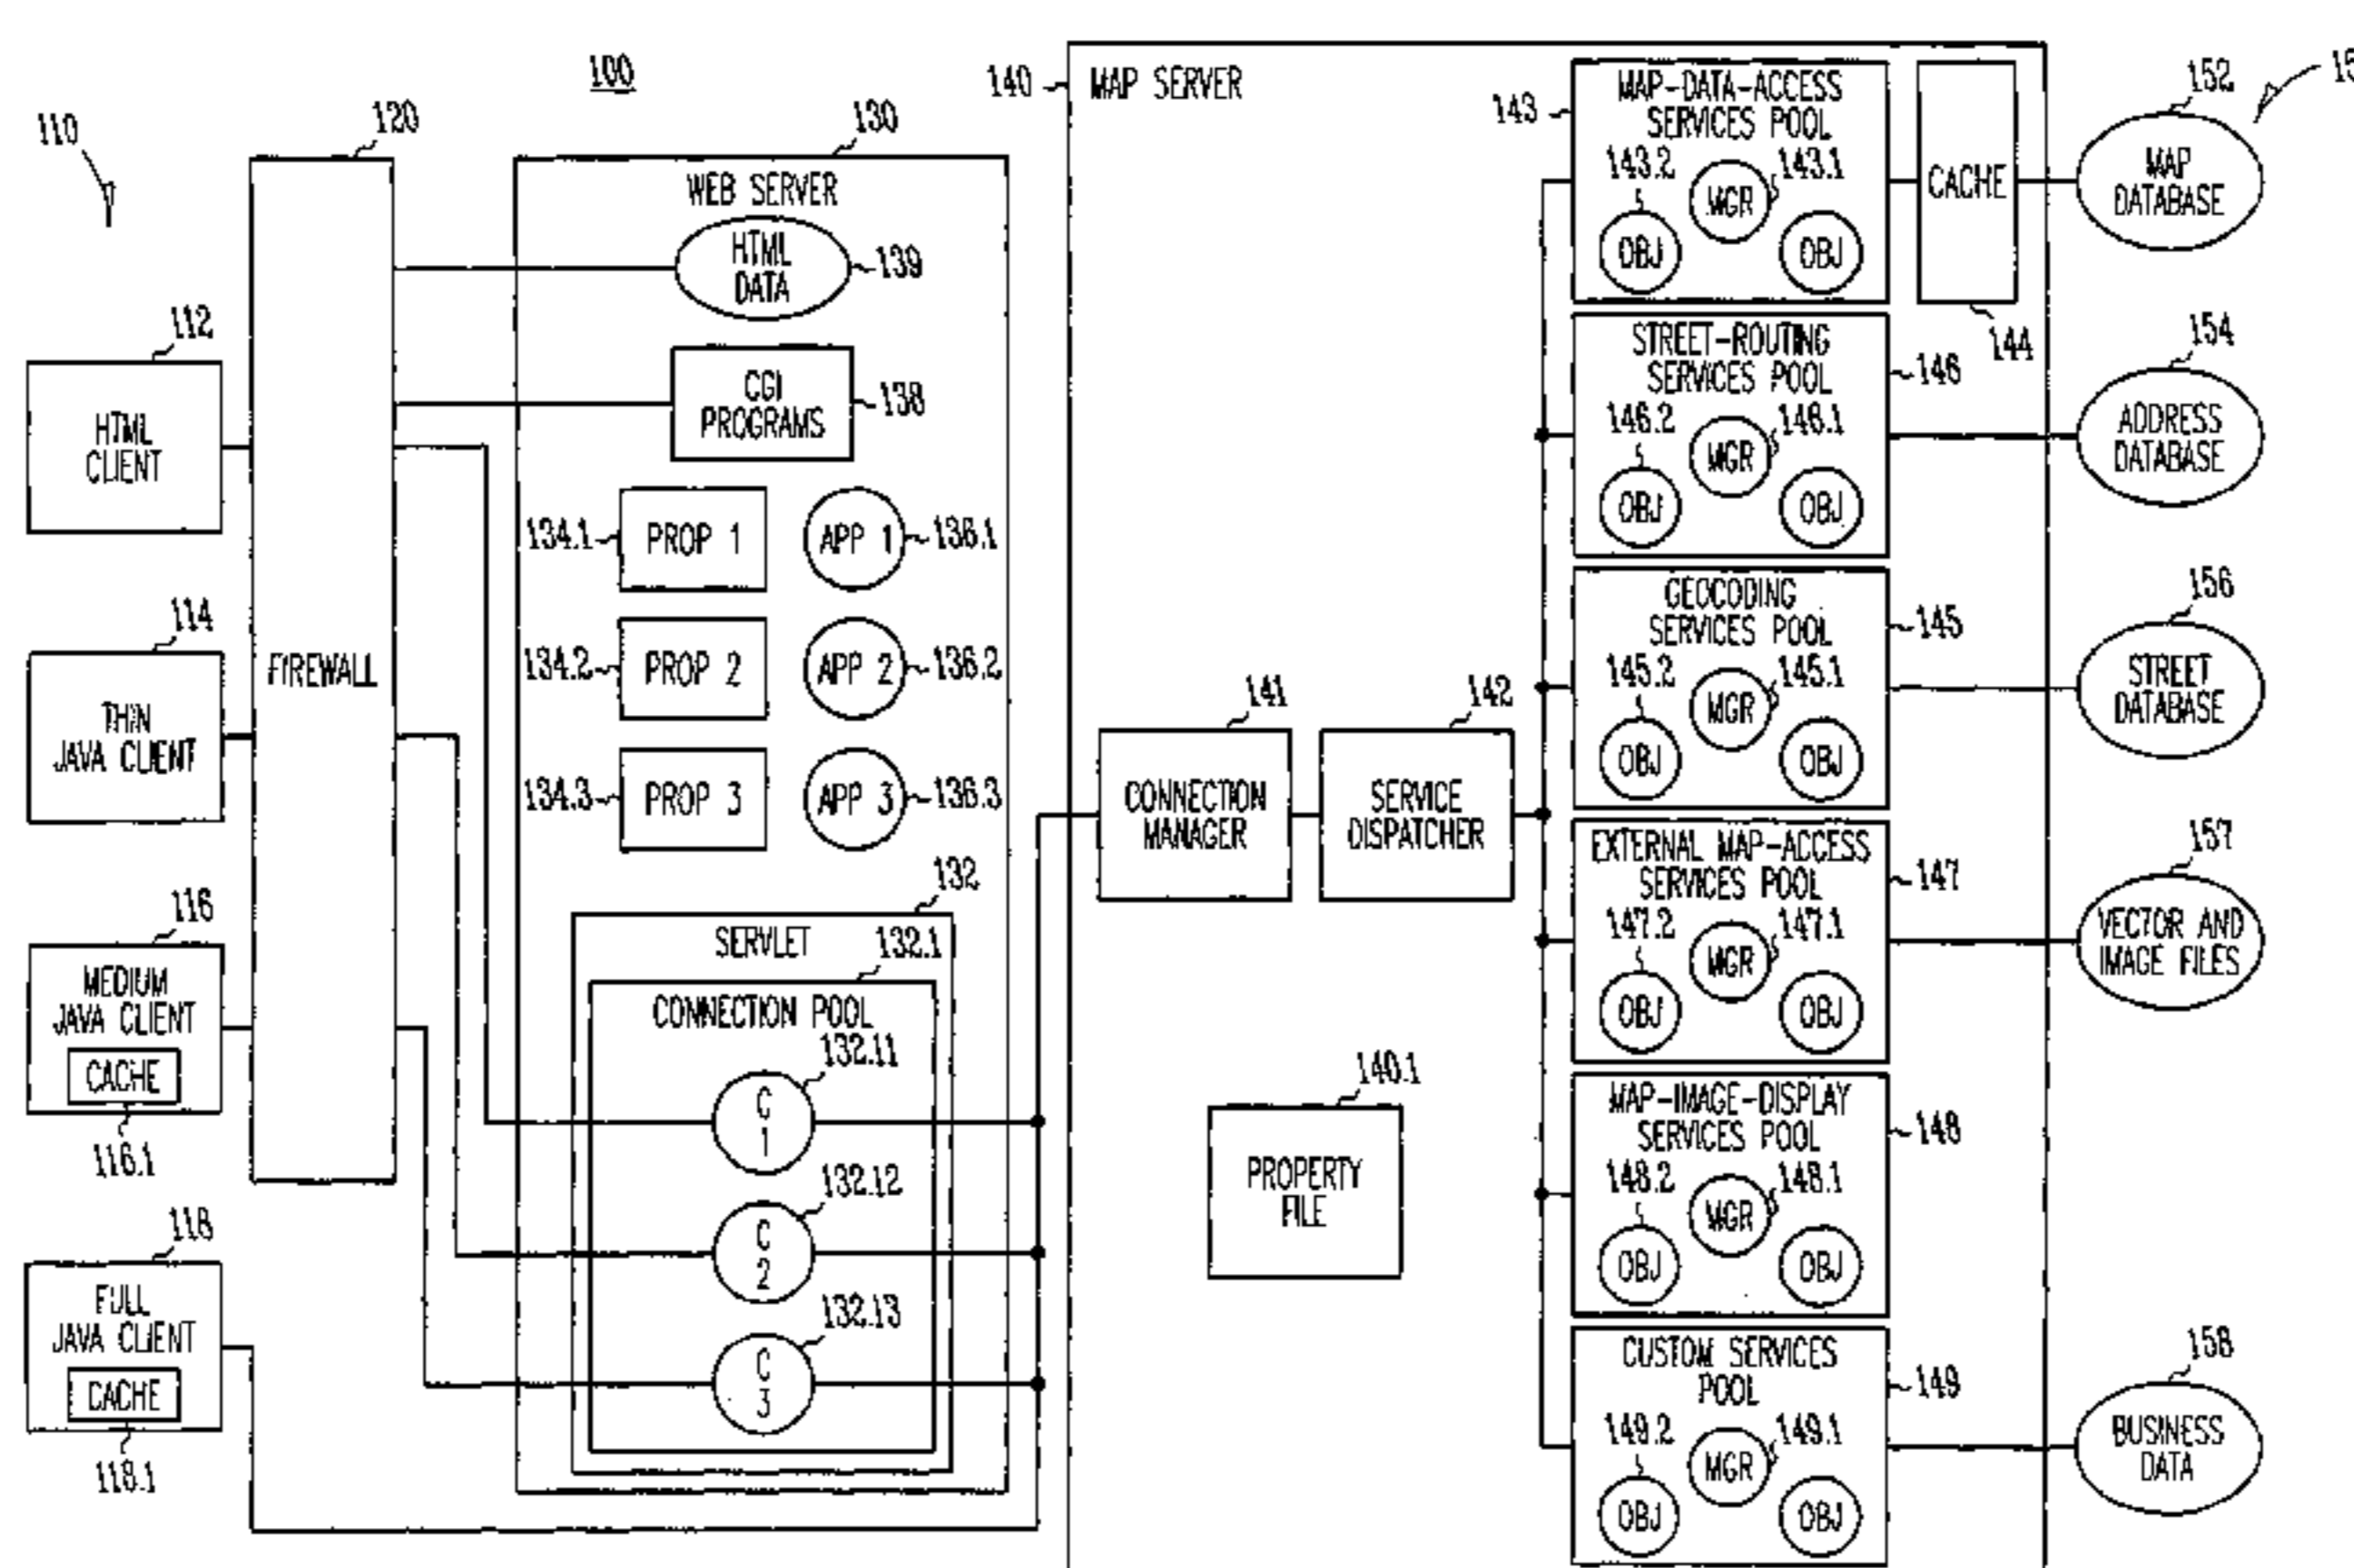 100
110
112
HTML
CLIENT
114
THIN
JAVA CLIENT
116
MEDIUM
JAVA CLIENT
CACHE
116.1
118
FULL
JAVA CLIENT
CACHE
118.1
120
FIREWALL
130
WEB SERVER
HTML
DATA
139
CGI
PROGRAMS
138
134.1
PROP 1
APP 1
136.1
134.2
PROP 2
APP 2
136.2
134.3
PROP 3
APP 3
136.3
132
SERVLET
132.1
CONNECTION POOL
132.11
C
1
132.12
C
2
132.13
C
3
140
MAP SERVER
141
CONNECTION
MANAGER
142
SERVICE
DISPATCHER
140.1
PROPERTY
FILE
143
MAP-DATA-ACCESS
SERVICES POOL
143.2
MGR
143.1
OBJ
OBJ
CACHE
144
STREET-ROUTING
SERVICES POOL
146
146.2
MGR
146.1
OBJ
OBJ
GEOCODING
SERVICES POOL
145
145.2
MGR
145.1
OBJ
OBJ
EXTERNAL MAP-ACCESS
SERVICES POOL
147
147.2
MGR
147.1
OBJ
OBJ
MAP-IMAGE-DISPLAY
SERVICES POOL
148
148.2
MGR
148.1
OBJ
OBJ
CUSTOM SERVICES
POOL
149
149.2
MGR
149.1
OBJ
OBJ
152
MAP
DATABASE
154
ADDRESS
DATABASE
156
STREET
DATABASE
157
VECTOR AND
IMAGE FILES
158
BUSINESS
DATA